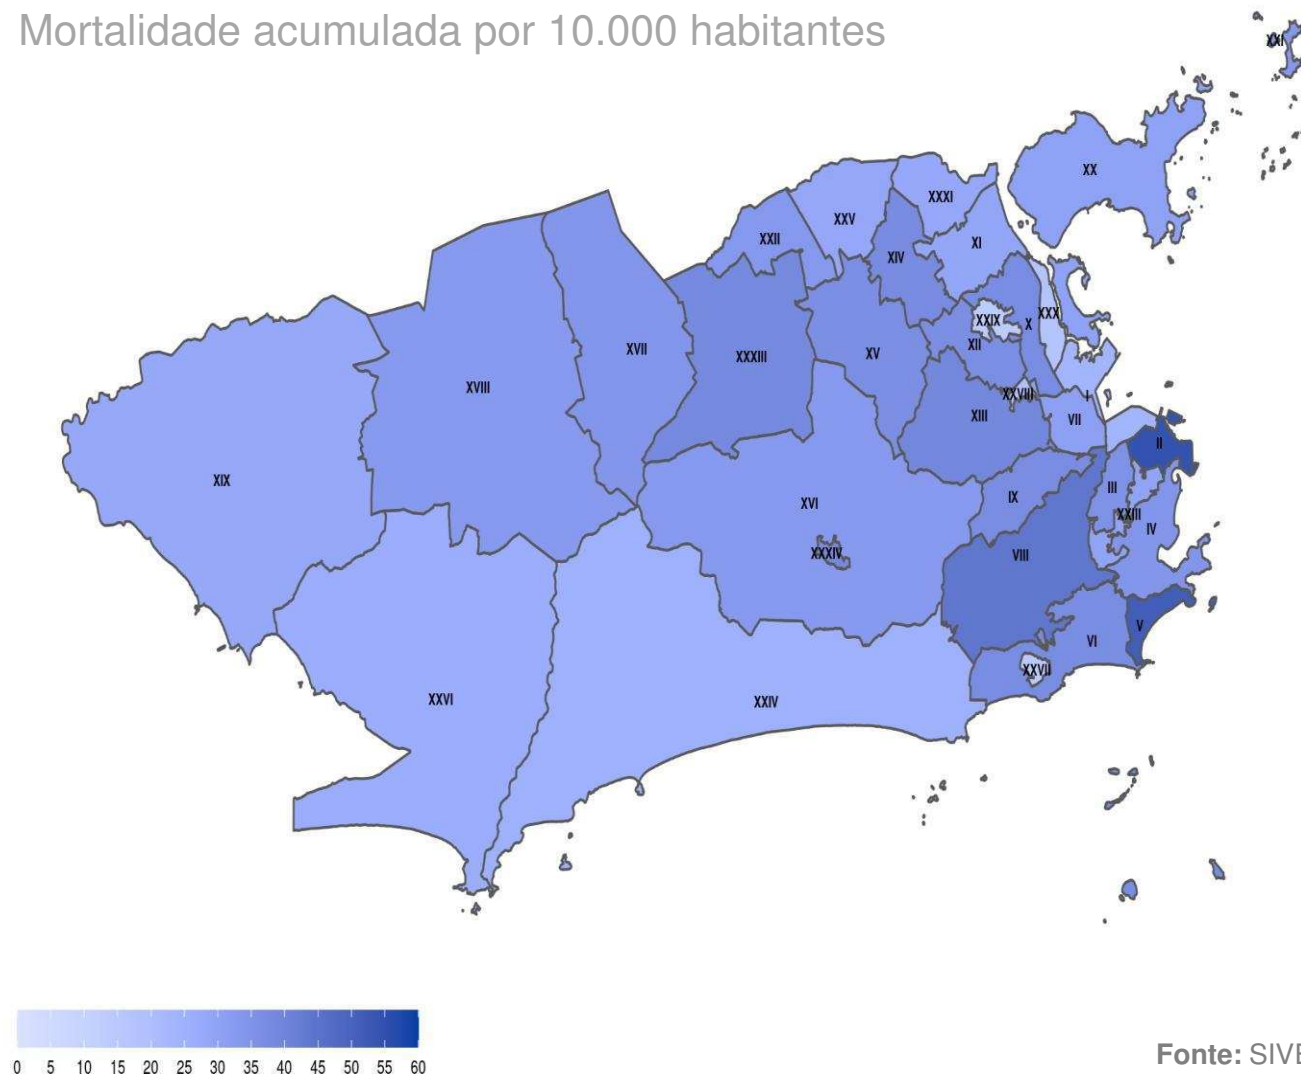 Mortalidade acumulada por 10.000 habitantes
XXI
XX
XXXI
XXV
XXII
XI
XIV
XXX
XXIX
X
XII
XVII
XXXIII
XV
XVIII
XXVIII
I
XIII
VII
II
XIX
III
IX
XVI
XXIII
IV
XXXIV
VIII
V
VI
XXVII
XXVI
XXIV
0 5 10 15 20 25 30 35 40 45 50 55 60
Fonte: SIVE